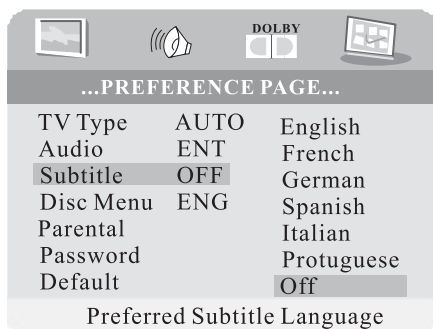 DOLBY
...PREFERENCE PAGE...
TV Type AUTO
Audio ENT
Subtitle OFF
Disc Menu ENG
Parental
Password
Default
English
French
German
Spanish
Italian
Protuguese
Off
Preferred Subtitle Language